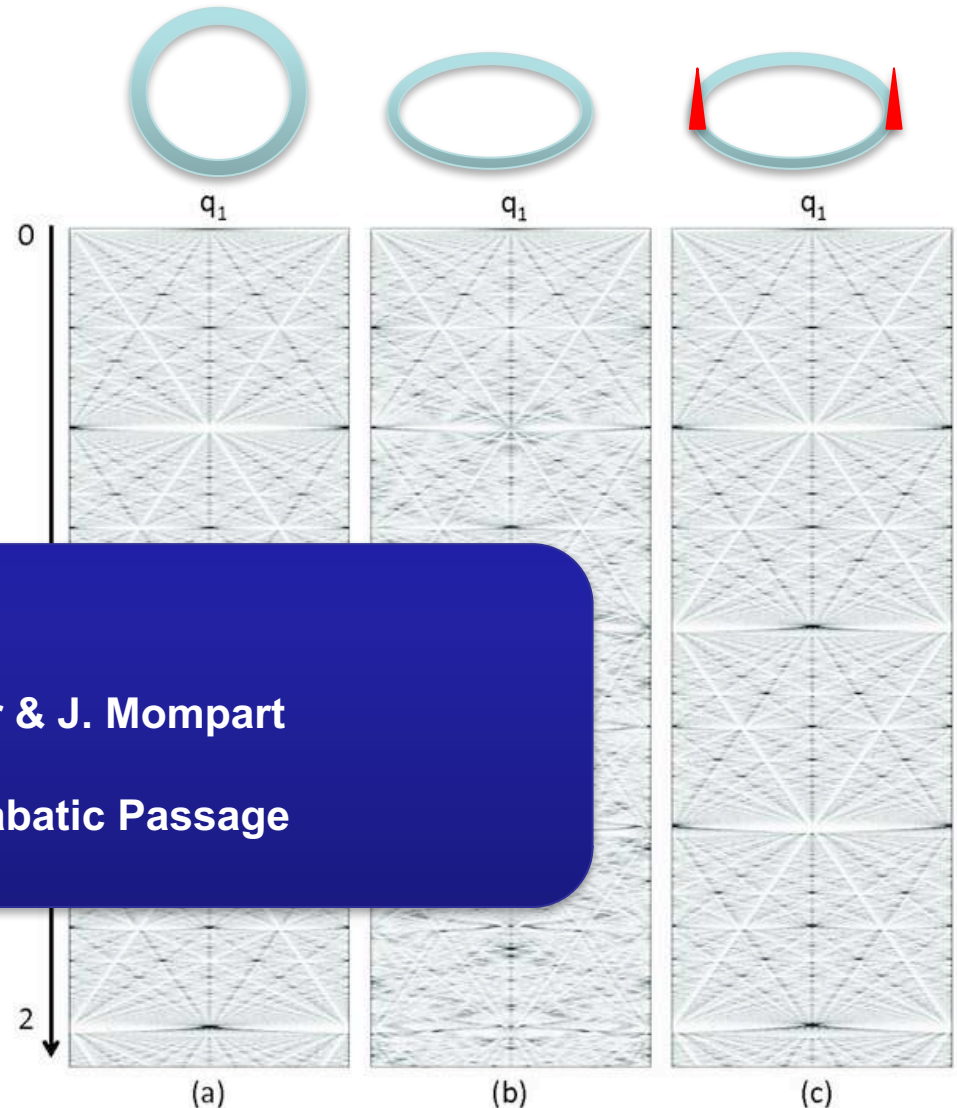 q₁ q₁ q₁
0
r & J. Mompart
abatic Passage
2
(a) (b) (c)